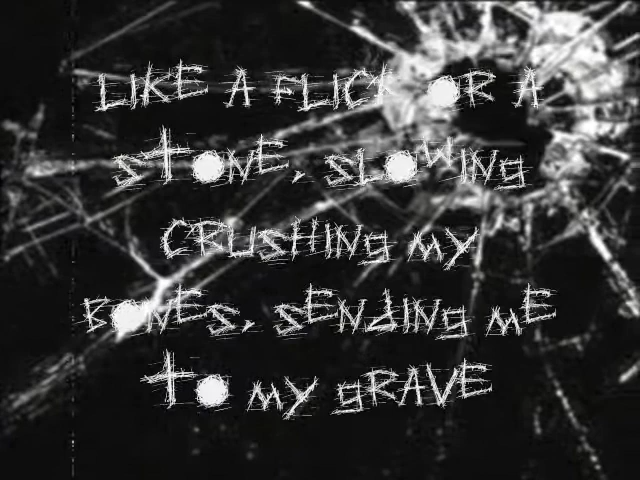 LIKE A FLICK OR A
STONE, SLOWING
CRUSHING MY
BONES, SENDING ME
TO MY GRAVE